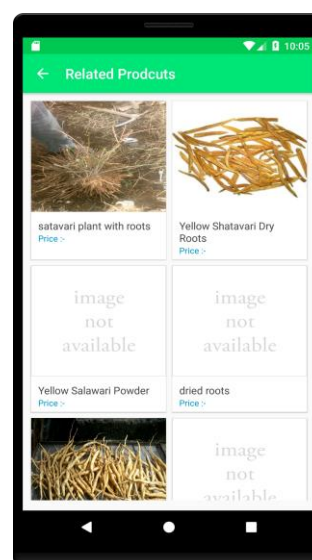 10:05
Related Prodcuts
satavari plant with roots
Price :-
Yellow Shatavari Dry
Roots
Price :-
image
not
available
Yellow Salawari Powder
Price :-
image
not
available
dried roots
Price :-
image
not
available